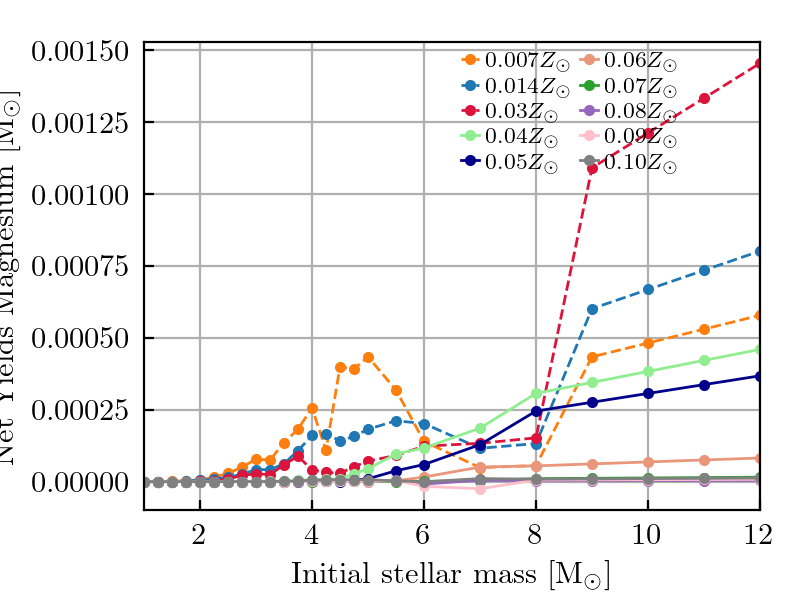 0.00150
0.00125
0.00100
0.00075
0.00050
0.00025
0.00000
Net Yields Magnesium [M⊙]
0.007Z⊙
0.014Z⊙
0.03Z⊙
0.04Z⊙
0.05Z⊙
0.06Z⊙
0.07Z⊙
0.08Z⊙
0.09Z⊙
0.10Z⊙
2 4 6 8 10 12
Initial stellar mass [M⊙]